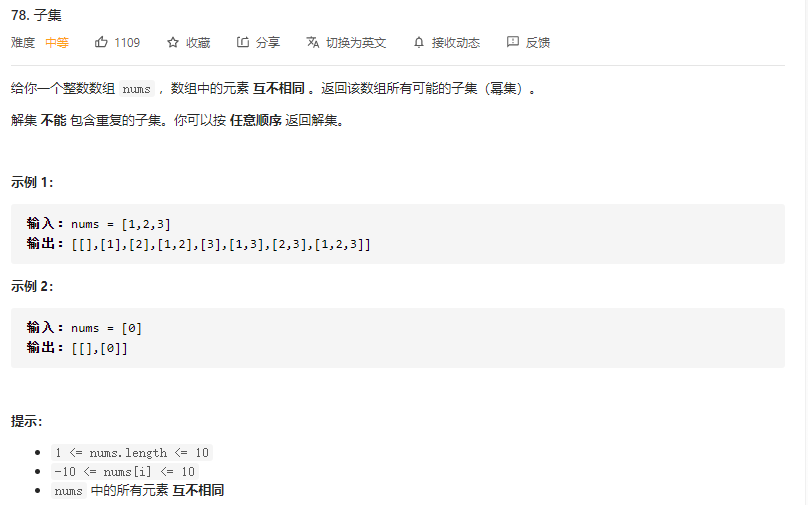 78. 子集
难度 中等 1109 收藏 分享 切换为英文 接收动态 反馈
给你一个整数数组 nums ，数组中的元素 互不相同 。返回该数组所有可能的子集（幂集）。
解集 不能 包含重复的子集。你可以按 任意顺序 返回解集。
示例 1：
输入：nums = [1,2,3]
输出：[[],[1],[2],[1,2],[3],[1,3],[2,3],[1,2,3]]
示例 2：
输入：nums = [0]
输出：[[],[0]]
提示：
1 <= nums.length <= 10
-10 <= nums[i] <= 10
nums 中的所有元素 互不相同